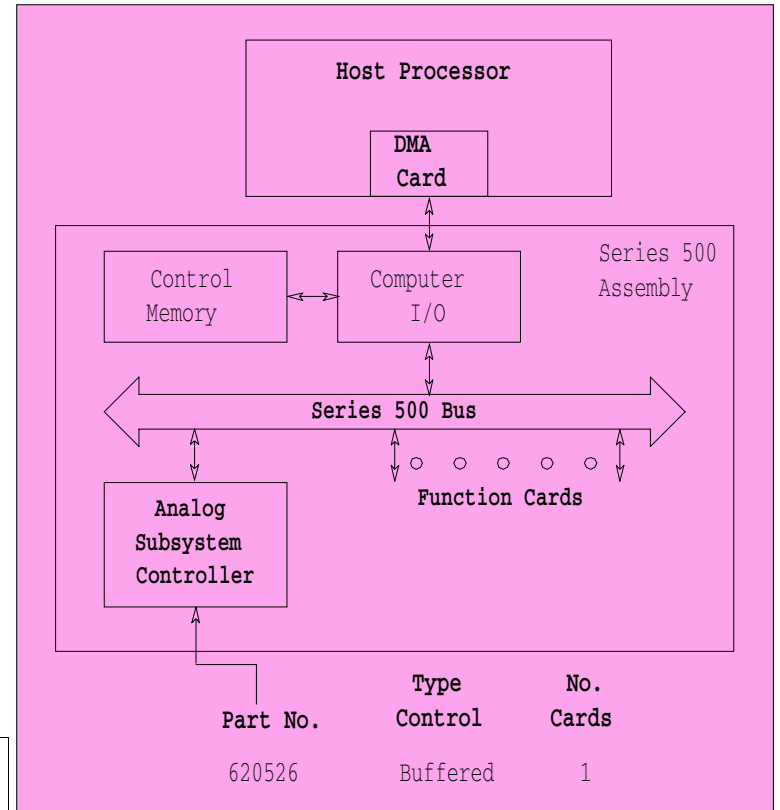 Host Processor
DMA
Card
Control
Memory
Computer
I/O
Series 500
Assembly
Series 500 Bus
Function Cards
Analog
Subsystem
Controller
Type No.
Part No. Control Cards
620526 Buffered 1